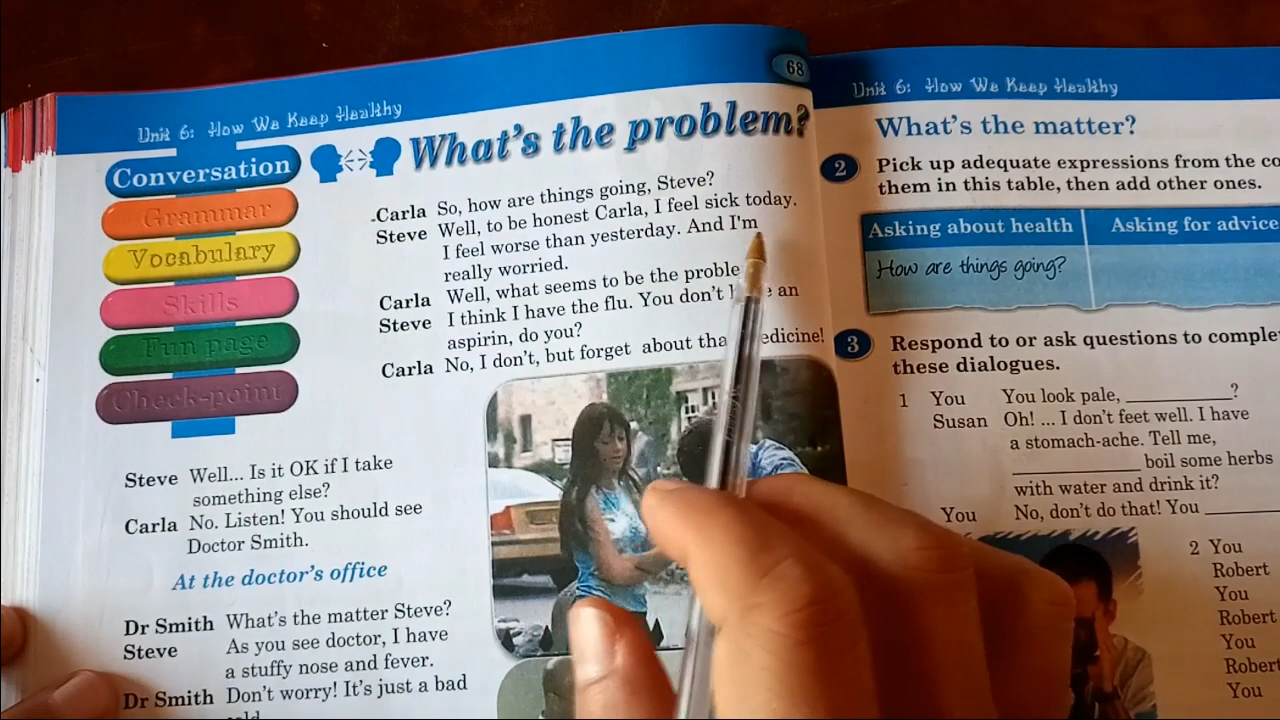 68
Unit 6: How We Keep Healthy
Conversation
Grammar
Vocabulary
Skills
Fun page
Check-point
What's the problem?
Carla So, how are things going, Steve?
Steve Well, to be honest Carla, I feel sick today.
I feel worse than yesterday. And I'm
really worried.
Carla Well, what seems to be the
Steve I think I have the flu. You don't an
aspirin, do you?
Carla No, I don't, but forget about
Steve Well... Is it OK if I take
something else?
Carla No. Listen! You should see
Doctor Smith.
At the doctor's office
Dr Smith What's the matter Steve?
Steve As you see doctor, I have
a stuffy nose and fever.
Dr Smith Don't worry! It's just a bad
Unit 6: How We Keep Healthy
What's the matter?
2 Pick up adequate expressions from the
them in this table, then add other ones.
Asking about health Asking for advice
How are things going?
3 Respond to or ask questions to
these dialogues.
1 You You look pale, ?
Susan Oh! ... I don't feet well. I have
a stomach-ache. Tell me,
boil some herbs
with water and drink it?
You No, don't do that! You
2 You
Robert
You
Robert
You
Robert
You